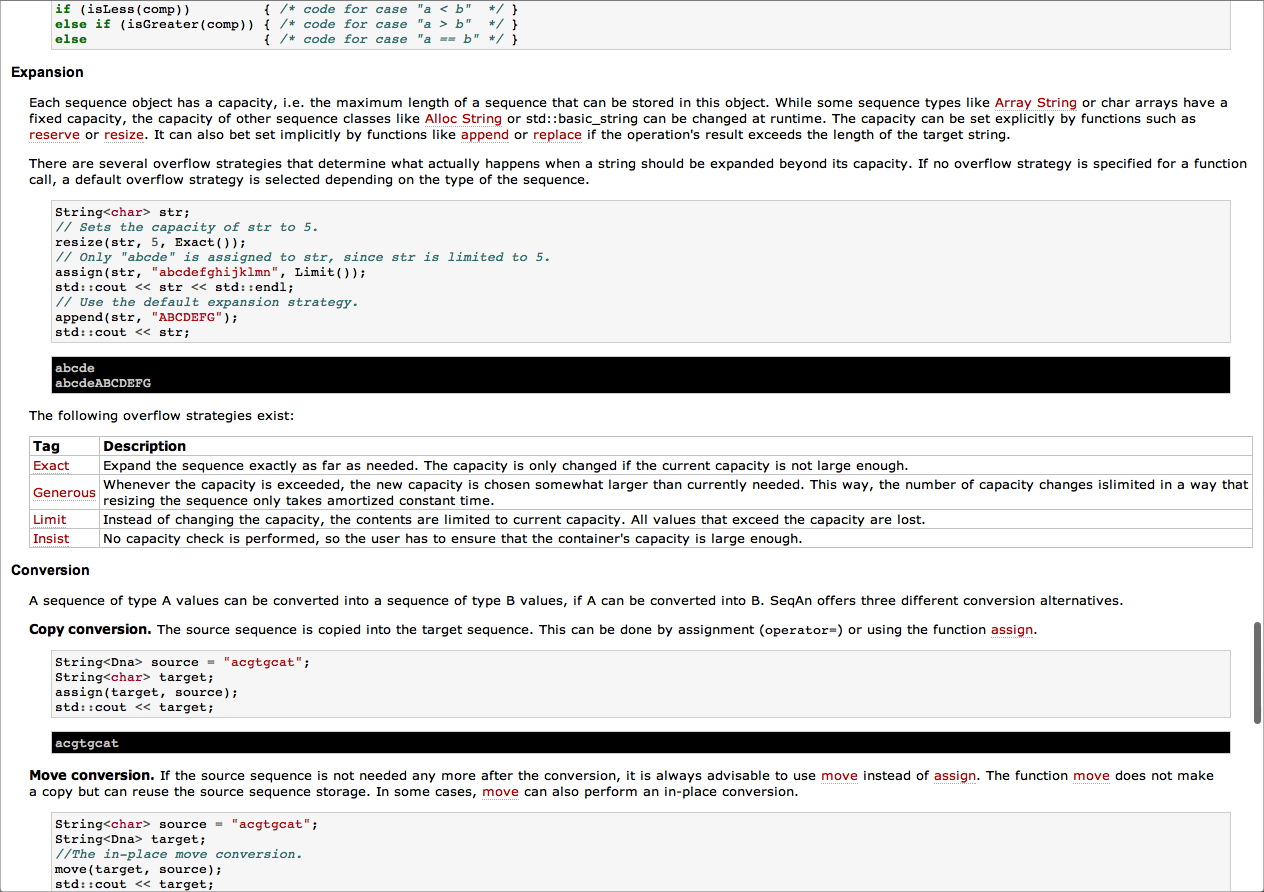 if (isLess(comp))         { /* code for case "a < b"  */ }
else if (isGreater(comp)) { /* code for case "a > b"  */ }
else                      { /* code for case "a == b" */ }
Expansion
Each sequence object has a capacity, i.e. the maximum length of a sequence that can be stored in this object. While some sequence types like Array String or char arrays have a
fixed capacity, the capacity of other sequence classes like Alloc String or std::basic_string can be changed at runtime. The capacity can be set explicitly by functions such as
reserve or resize. It can also bet set implicitly by functions like append or replace if the operation's result exceeds the length of the target string.
There are several overflow strategies that determine what actually happens when a string should be expanded beyond its capacity. If no overflow strategy is specified for a function
call, a default overflow strategy is selected depending on the type of the sequence.
String<char> str;
// Sets the capacity of str to 5.
resize(str, 5, Exact());
// Only "abcde" is assigned to str, since str is limited to 5.
assign(str, "abcdefghijklmn", Limit());
std::cout << str << std::endl;
// Use the default expansion strategy.
append(str, "ABCDEFG");
std::cout << str;
abcde
abcdeABCDEFG
The following overflow strategies exist:
Tag Description
Exact Expand the sequence exactly as far as needed. The capacity is only changed if the current capacity is not large enough.
Generous Whenever the capacity is exceeded, the new capacity is chosen somewhat larger than currently needed. This way, the number of capacity changes islimited in a way that
resizing the sequence only takes amortized constant time.
Limit Instead of changing the capacity, the contents are limited to current capacity. All values that exceed the capacity are lost.
Insist No capacity check is performed, so the user has to ensure that the container's capacity is large enough.
Conversion
A sequence of type A values can be converted into a sequence of type B values, if A can be converted into B. SeqAn offers three different conversion alternatives.
Copy conversion. The source sequence is copied into the target sequence. This can be done by assignment (operator=) or using the function assign.
String<Dna> source = "acgtgcat";
String<char> target;
assign(target, source);
std::cout << target;
acgtgcat
Move conversion. If the source sequence is not needed any more after the conversion, it is always advisable to use move instead of assign. The function move does not make
a copy but can reuse the source sequence storage. In some cases, move can also perform an in-place conversion.
String<char> source = "acgtgcat";
String<Dna> target;
//The in-place move conversion.
move(target, source);
std::cout << target;